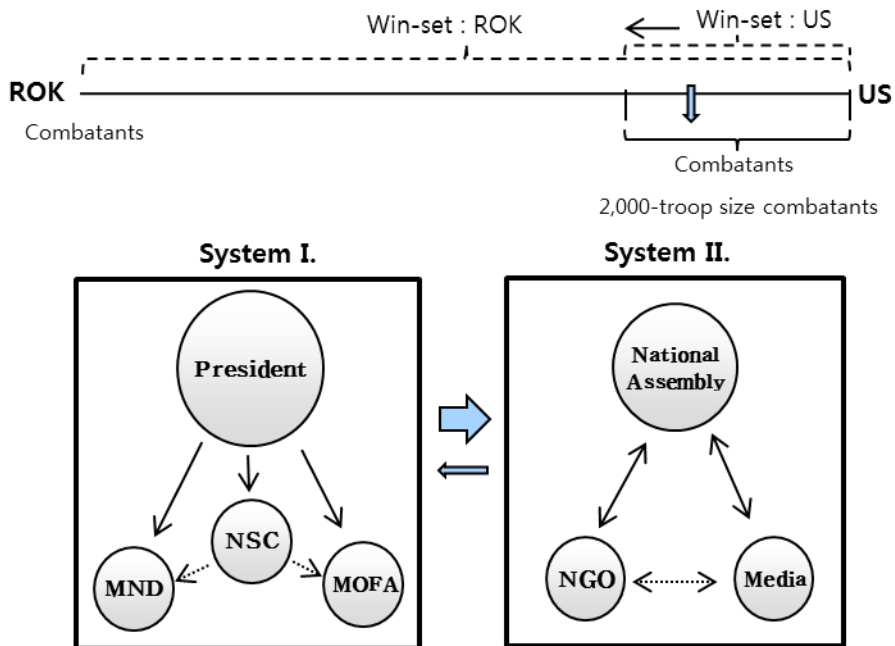 Win-set : ROK
Win-set : US
ROK
US
Combatants
Combatants
2,000-troop size combatants
System I.
System II.
President
NSC
MND
MOFA
National
Assembly
NGO
Media